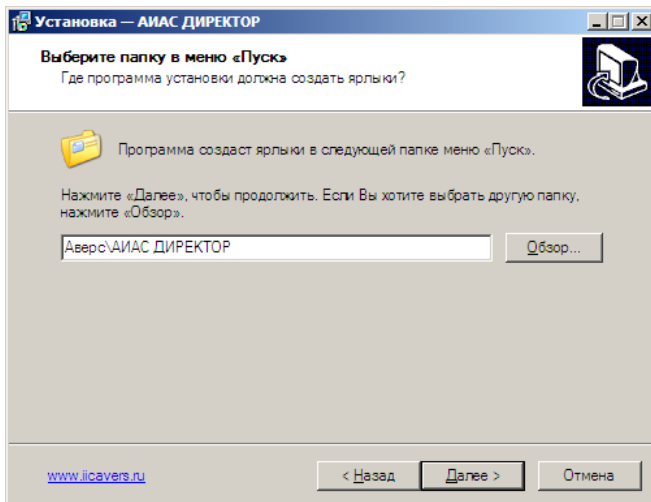 Установка — АИАС ДИРЕКТОР
Выберите папку в меню «Пуск»
Где программа установки должна создать ярлыки?
Программа создаст ярлыки в следующей папке меню «Пуск».
Нажмите «Далее», чтобы продолжить. Если Вы хотите выбрать другую папку,
нажмите «Обзор».
Аверс\АИАС ДИРЕКТОР
Обзор...
www.iicavers.ru
< Назад
Далее >
Отмена